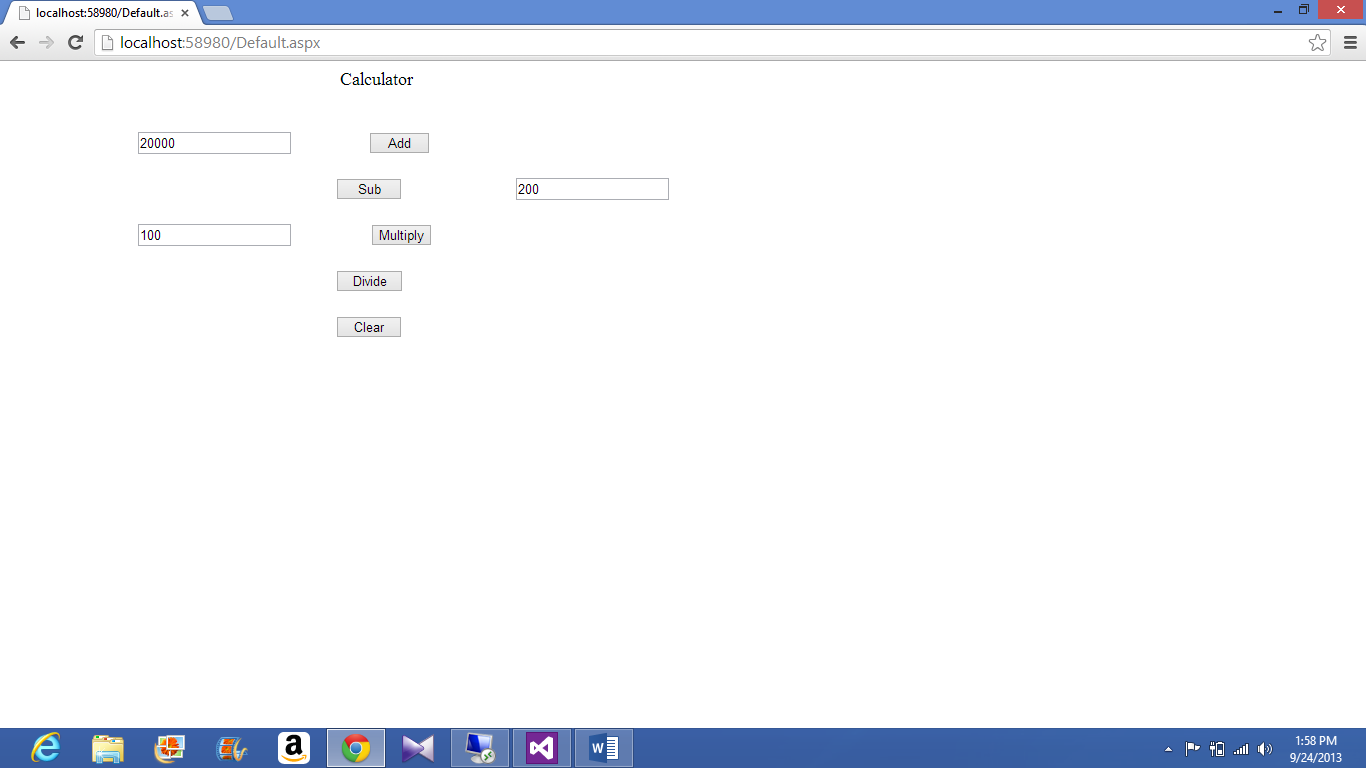 localhost:58980/Default.as
localhost:58980/Default.aspx
Calculator
20000
Add
Sub
200
100
Multiply
Divide
Clear
1:58 PM
9/24/2013